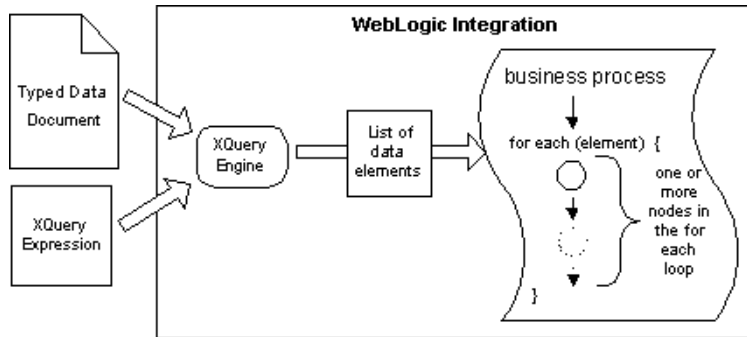 WebLogic Integration
Typed Data
Document
XQuery
Expression
XQuery
Engine
List of
data
elements
business process
for each (element) {
one or
more
nodes in
the for
each
loop
}